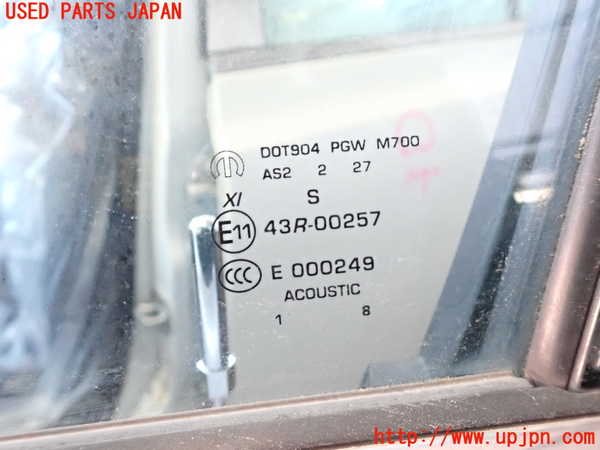 USED PARTS JAPAN
DOT904 PGW M700
AS2 2 27
XI S
E11 43R-00257
CCC E 000249
ACOUSTIC
1 8
http://www.upjpn.com